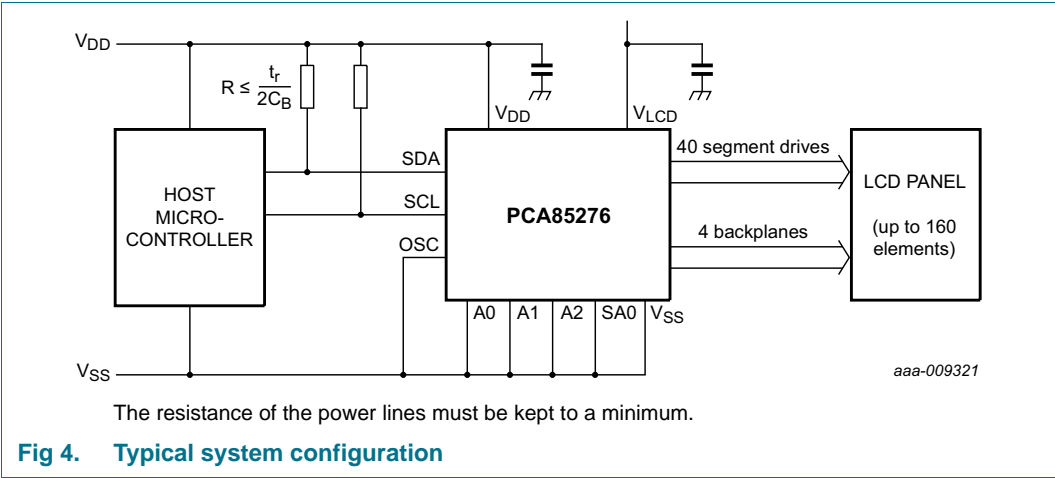 VDD
R ≤ tr
2CB
VDD
VLCD
HOST
MICRO-
CONTROLLER
SDA
SCL
OSC
PCA85276
40 segment drives
4 backplanes
LCD PANEL
(up to 160
elements)
A0 A1 A2 SA0 VSS
VSS
aaa-009321
The resistance of the power lines must be kept to a minimum.
Fig 4. Typical system configuration